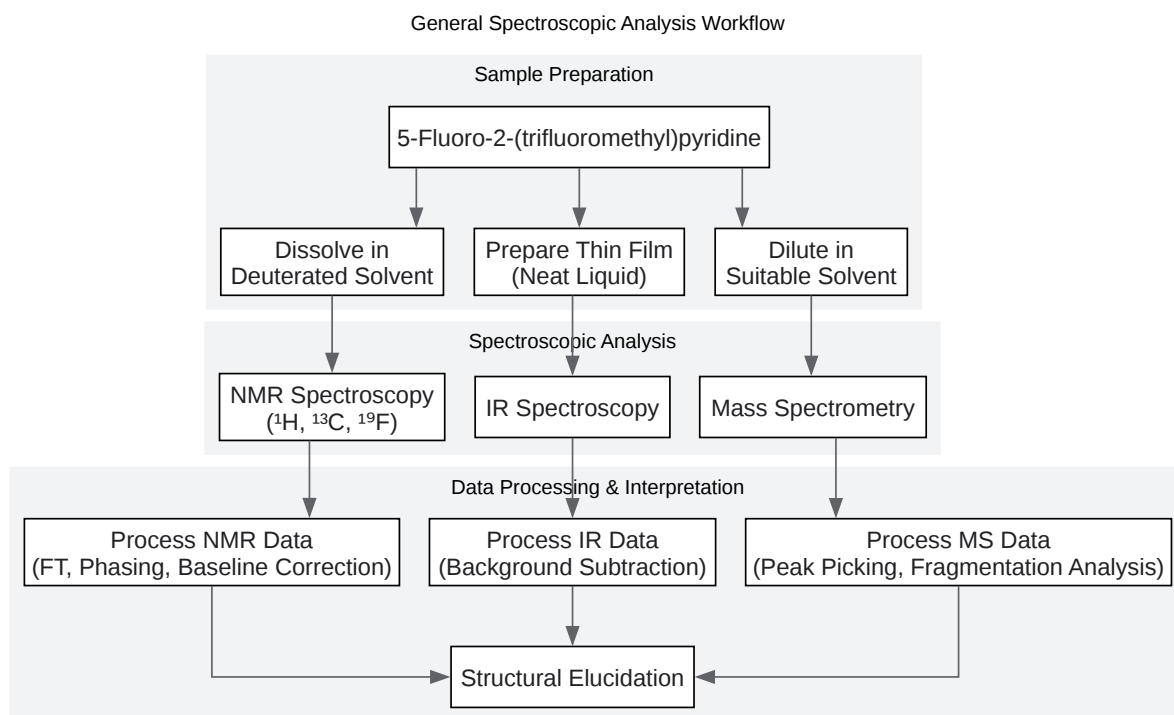 General Spectroscopic Analysis Workflow
Sample Preparation
5-Fluoro-2-(trifluoromethyl)pyridine
Dissolve in
Deuterated Solvent
Prepare Thin Film
(Neat Liquid)
Dilute in
Suitable Solvent
Spectroscopic Analysis
NMR Spectroscopy
(¹H, ¹³C, ¹⁹F)
IR Spectroscopy
Mass Spectrometry
Data Processing & Interpretation
Process NMR Data
(FT, Phasing, Baseline Correction)
Process IR Data
(Background Subtraction)
Process MS Data
(Peak Picking, Fragmentation Analysis)
Structural Elucidation